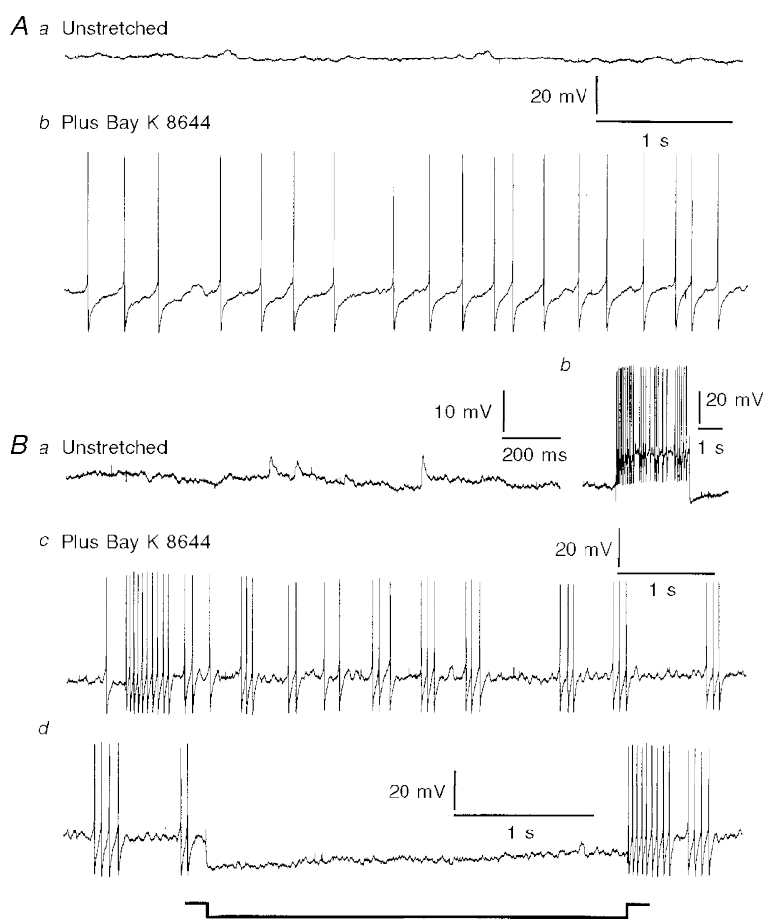 A a Unstretched
20 mV
1 s
b Plus Bay K 8644
b
10 mV
200 ms
20 mV
1 s
B a Unstretched
c Plus Bay K 8644
20 mV
1 s
d
20 mV
1 s